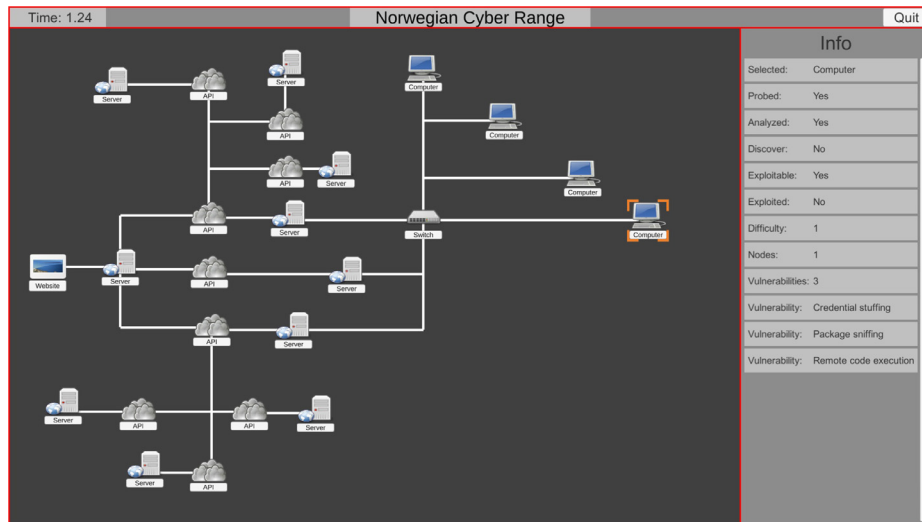 Time: 1.24
Norwegian Cyber Range
Quit
Info
Selected: Computer
Probed: Yes
Analyzed: Yes
Discover: No
Exploitable: Yes
Exploited: No
Difficulty: 1
Nodes: 1
Vulnerabilities: 3
Vulnerability: Credential stuffing
Vulnerability: Package sniffing
Vulnerability: Remote code execution
Server
API
Server
Computer
API
Computer
API
Server
Computer
API
Server
Switch
Computer
Website
Server
API
Server
API
Server
Server
API
API
Server
Server
API